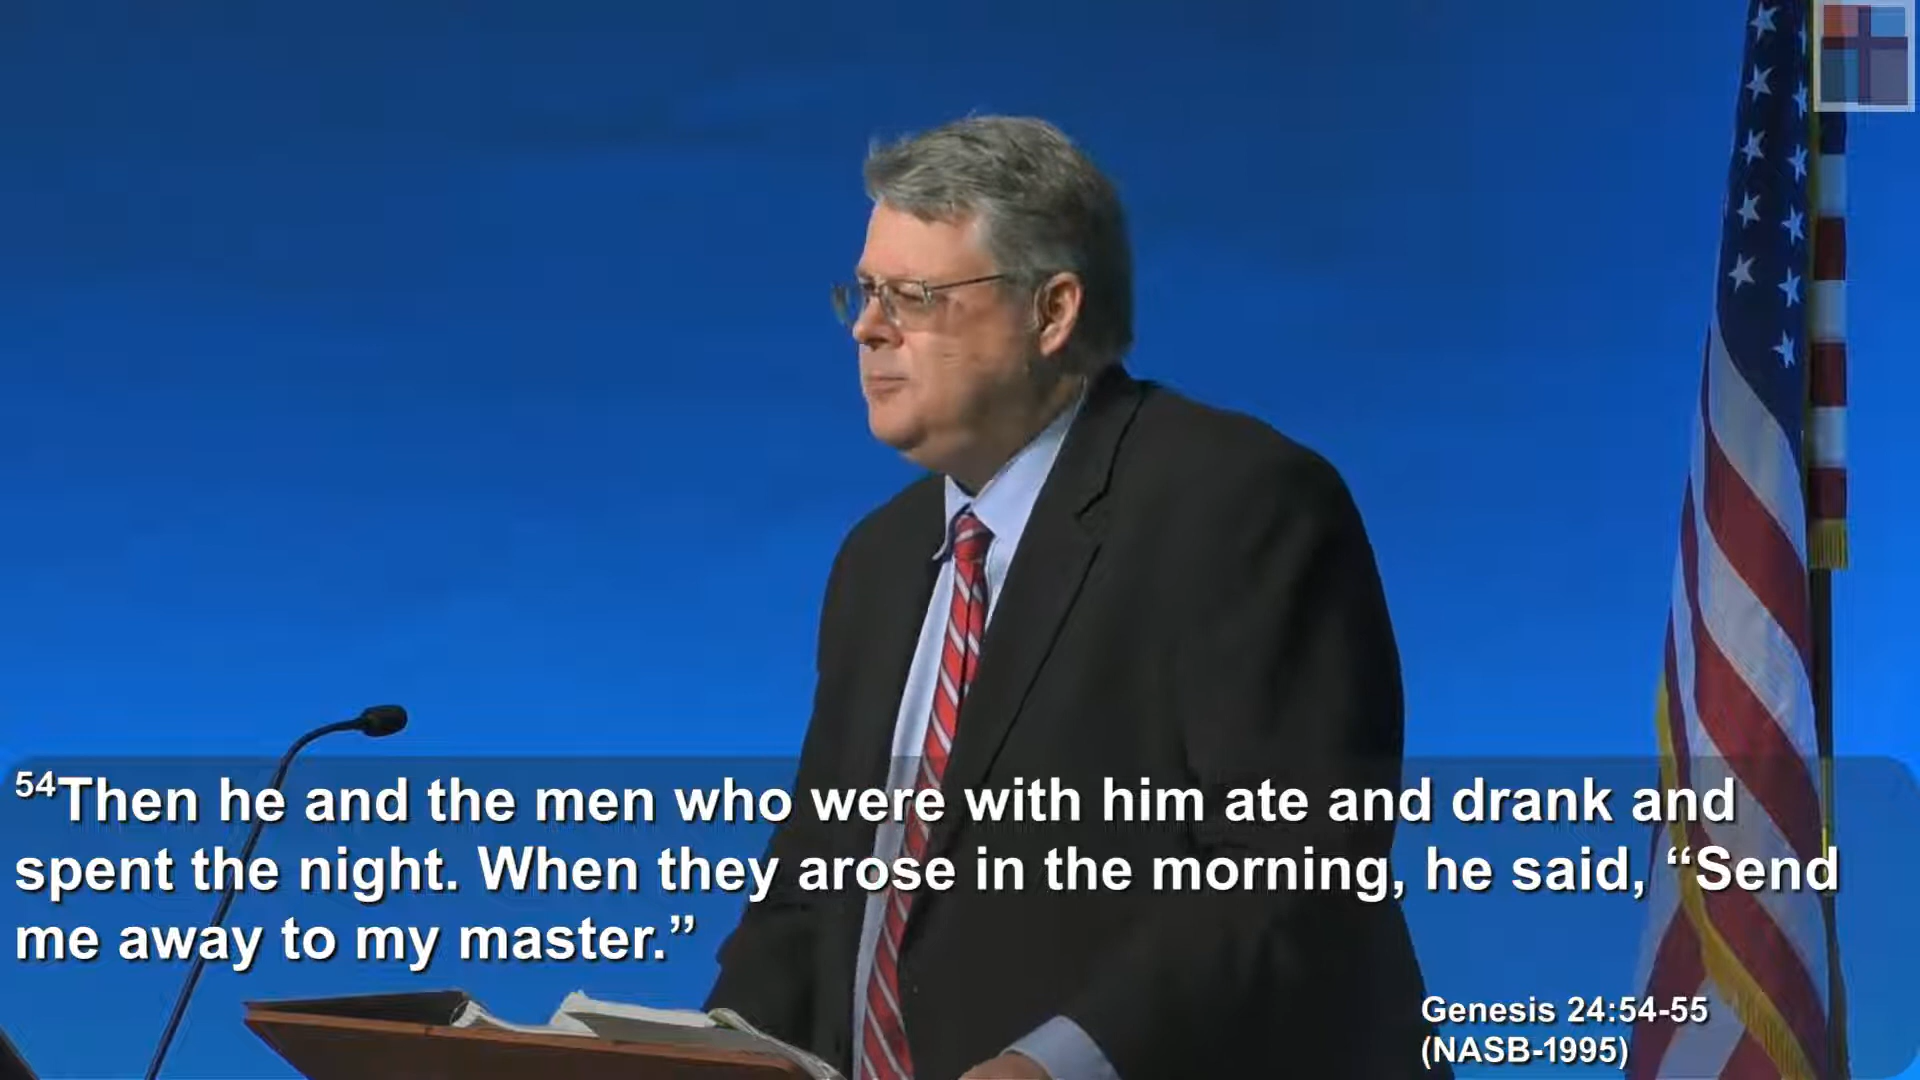 54Then he and the men who were with him ate and drank and
spent the night. When they arose in the morning, he said, “Send
me away to my master.”
Genesis 24:54-55
(NASB-1995)